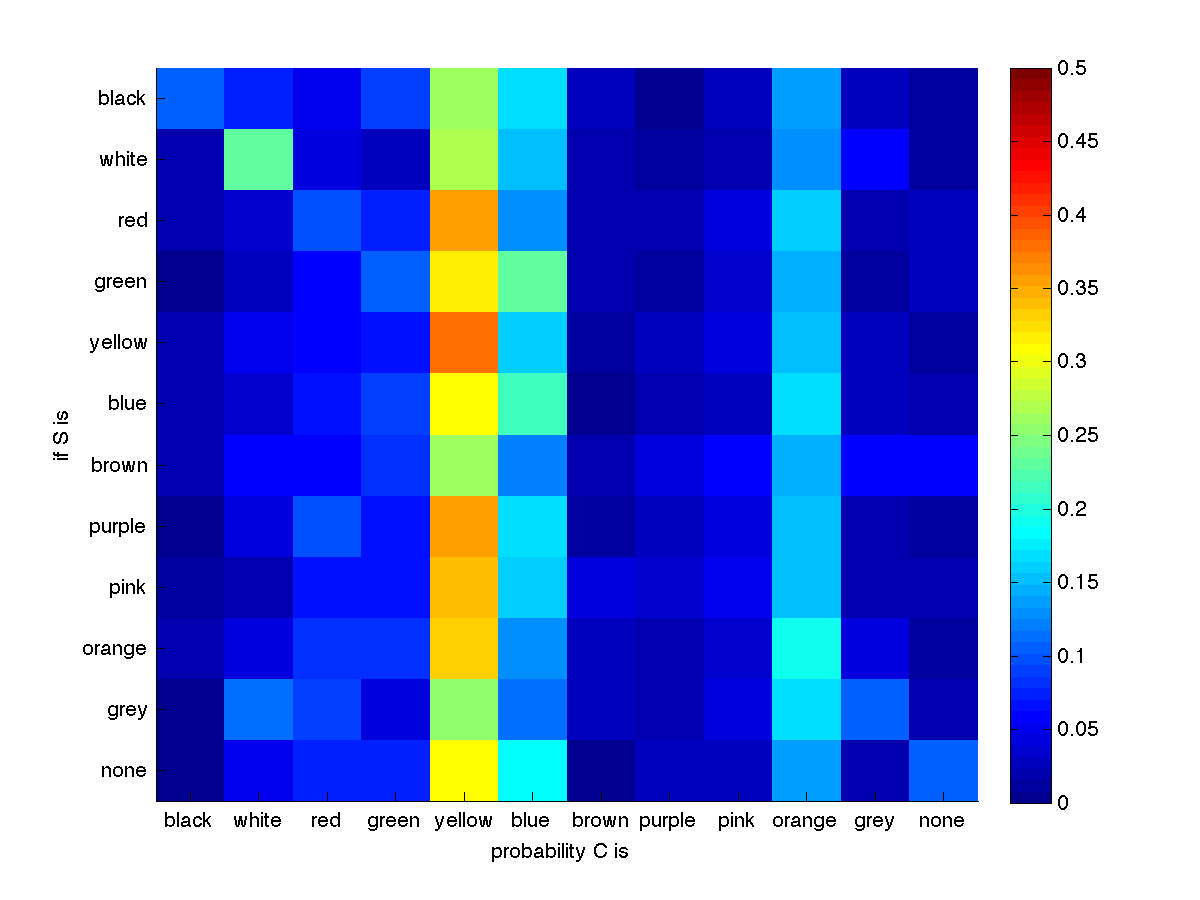 black
white
red
green
yellow
blue
brown
purple
pink
orange
grey
none
if S is
black white red green yellow blue brown purple pink orange grey none
probability C is
0.5
0.45
0.4
0.35
0.3
0.25
0.2
0.15
0.1
0.05
0